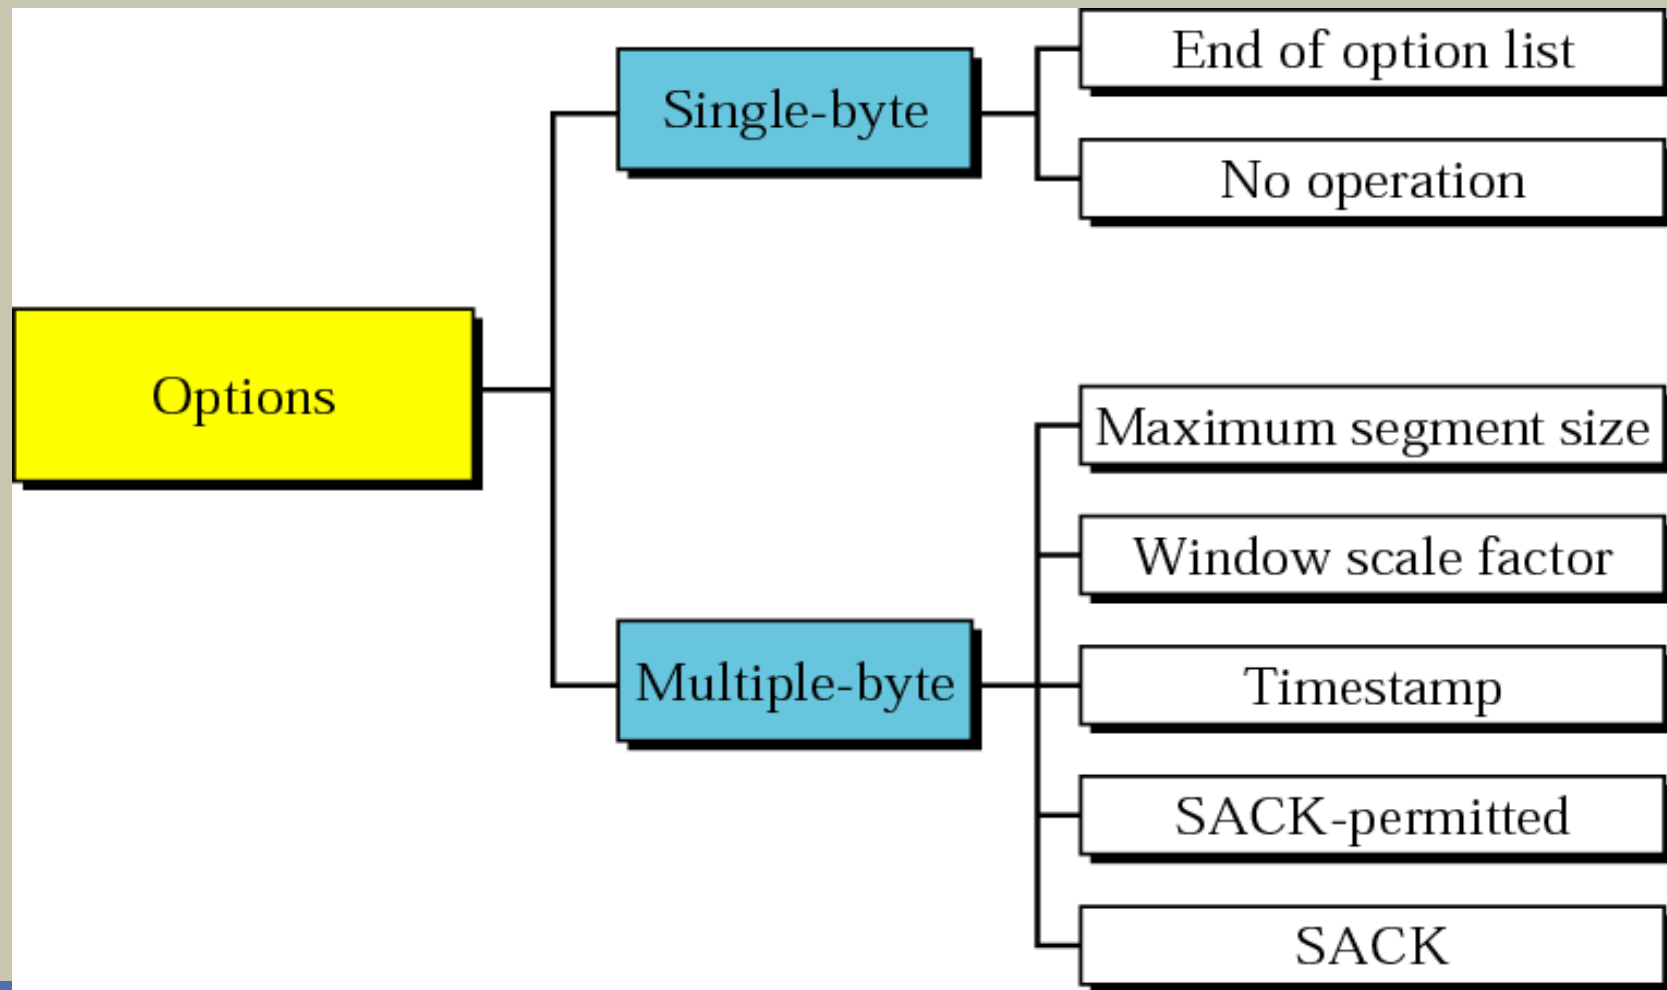 End of option list
Single-byte
No operation
Options
Maximum segment size
Window scale factor
Multiple-byte
Timestamp
SACK-permitted
SACK